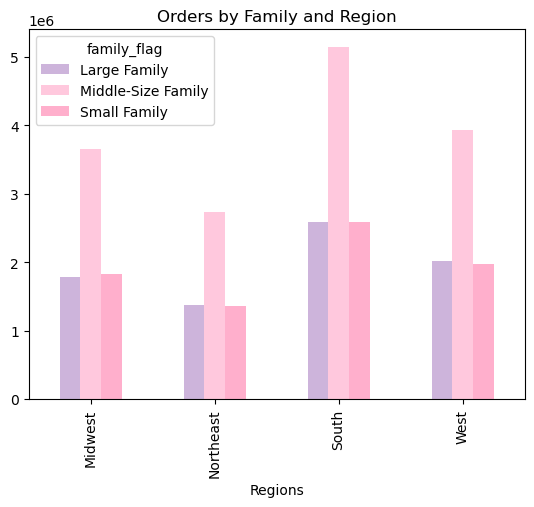 Orders by Family and Region
1e6
family_flag
Large Family
Middle-Size Family
Small Family
5
4
3
2
1
0
Midwest
Northeast
South
West
Regions